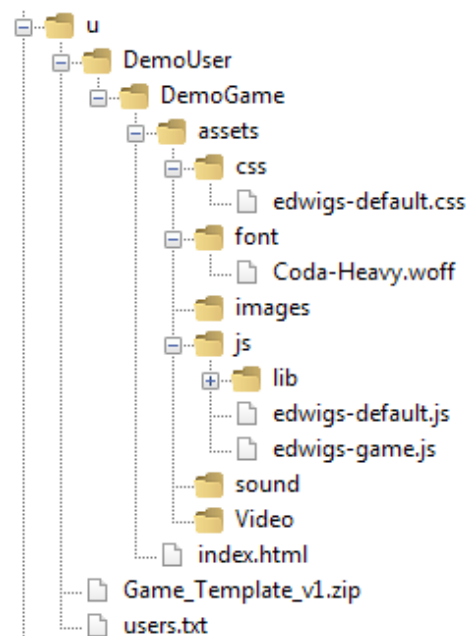 u
DemoUser
DemoGame
assets
css
edwigs-default.css
font
Coda-Heavy.woff
images
js
lib
edwigs-default.js
edwigs-game.js
sound
Video
index.html
Game_Template_v1.zip
users.txt